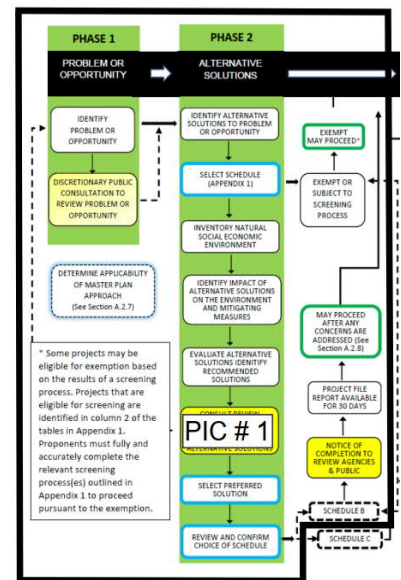 PHASE 1
PROBLEM OR
OPPORTUNITY
IDENTIFY
PROBLEM OR
OPPORTUNITY
DISCRETIONARY PUBLIC
CONSULTATION TO
REVIEW PROBLEM OR
OPPORTUNITY
DETERMINE APPLICABILITY
OF MASTER PLAN
APPROACH
(See Section A.2.7)
* Some projects may be
eligible for exemption based
on the results of a screening
process. Projects that are
eligible for screening are
identified in column 2 of the
tables in Appendix 1.
Proponents must fully and
accurately complete the
relevant screening
process(es) outlined in
Appendix 1 to proceed
pursuant to the exemption.
PHASE 2
ALTERNATIVE
SOLUTIONS
IDENTIFY ALTERNATIVE
SOLUTIONS TO PROBLEM
OR OPPORTUNITY
SELECT SCHEDULE
(APPENDIX 1)
INVENTORY NATURAL
SOCIAL ECONOMIC
ENVIRONMENT
IDENTIFY IMPACT OF
ALTERNATIVE SOLUTIONS
ON THE ENVIRONMENT
AND MITIGATING
MEASURES
EVALUATE ALTERNATIVE
SOLUTIONS IDENTIFY
RECOMMENDED
SOLUTIONS
PIC # 1
ALTERNATIVE SOLUTIONS
SELECT PREFERRED
SOLUTION
REVIEW AND CONFIRM
CHOICE OF SCHEDULE
EXEMPT
MAY PROCEED*
EXEMPT OR
SUBJECT TO
SCREENING
PROCESS
MAY PROCEED
AFTER ANY
CONCERNS ARE
ADDRESSED (See
Section A.2.8)
PROJECT FILE
REPORT AVAILABLE
FOR 30 DAYS
NOTICE OF
COMPLETION TO
REVIEW AGENCIES
& PUBLIC
SCHEDULE B
SCHEDULE C